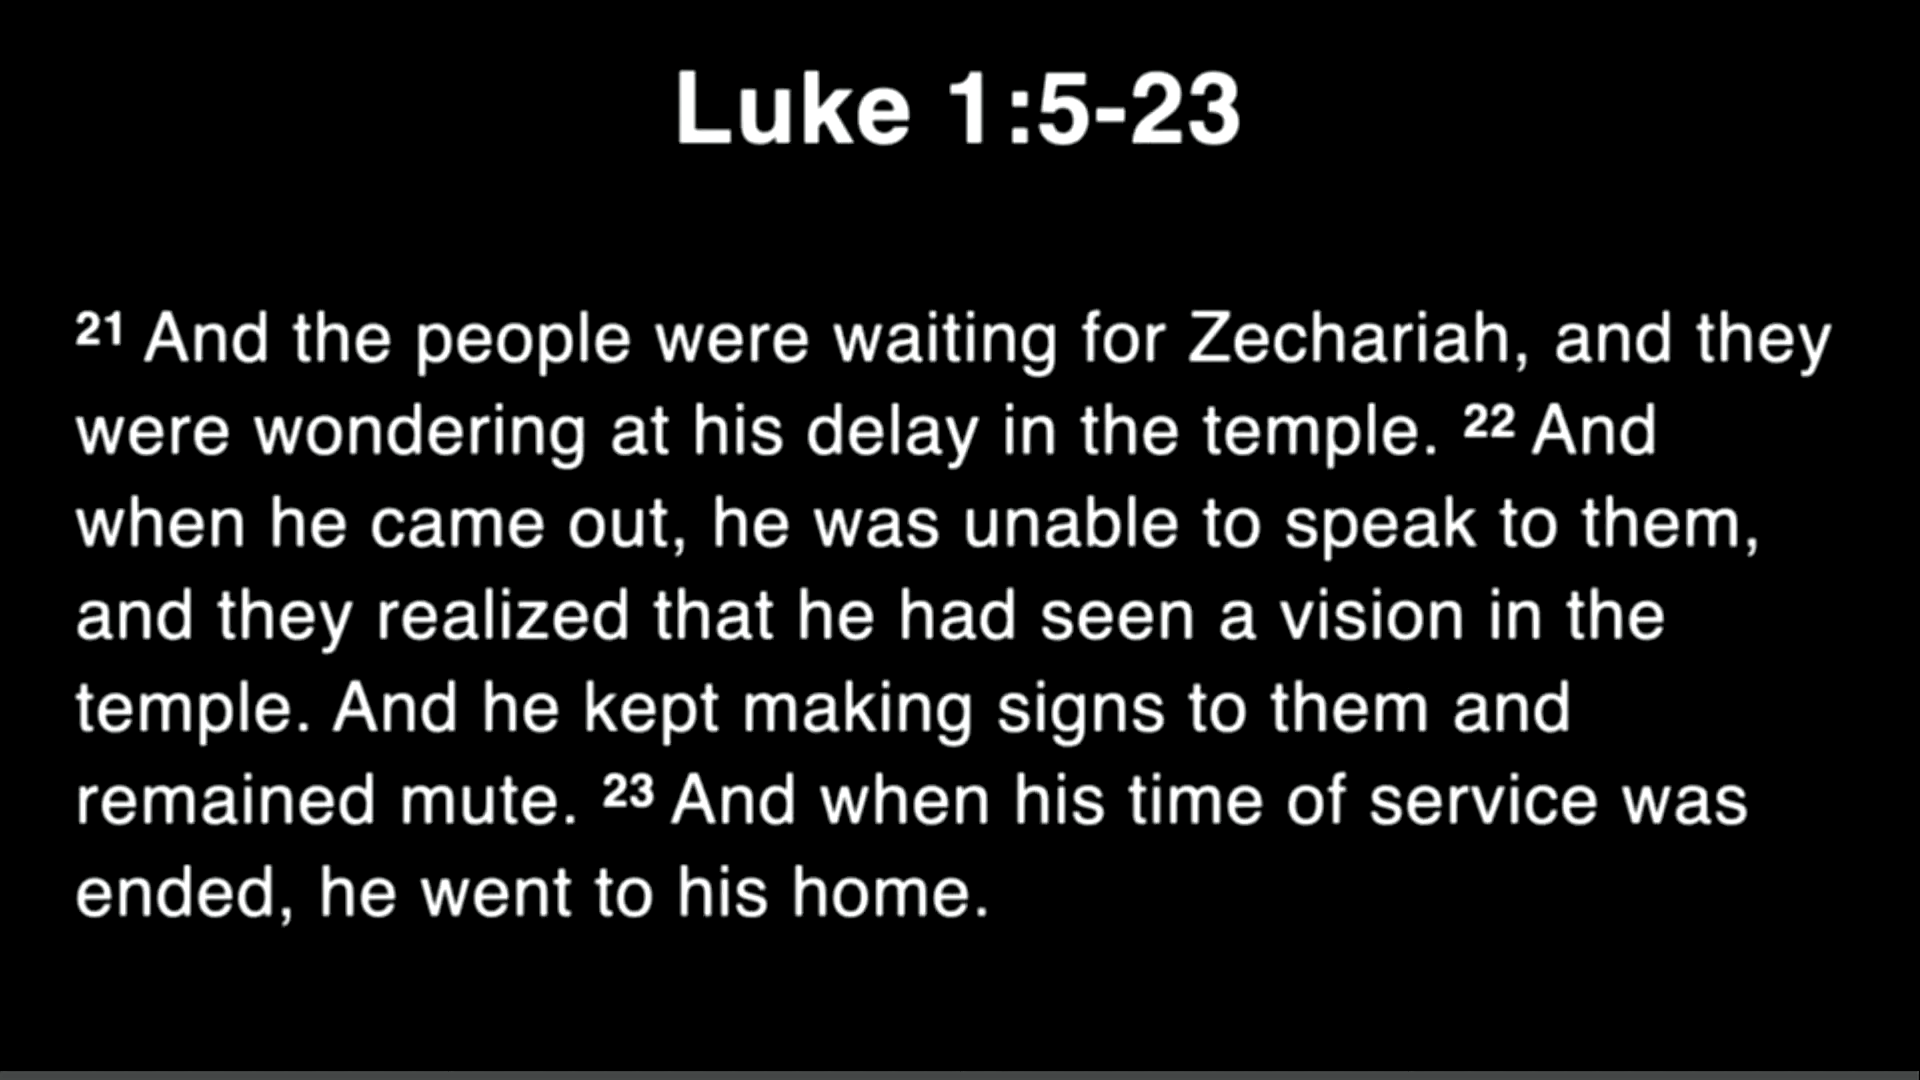 Luke 1:5-23
21 And the people were waiting for Zechariah, and they
were wondering at his delay in the temple. 22 And
when he came out, he was unable to speak to them,
and they realized that he had seen a vision in the
temple. And he kept making signs to them and
remained mute. 23 And when his time of service was
ended, he went to his home.